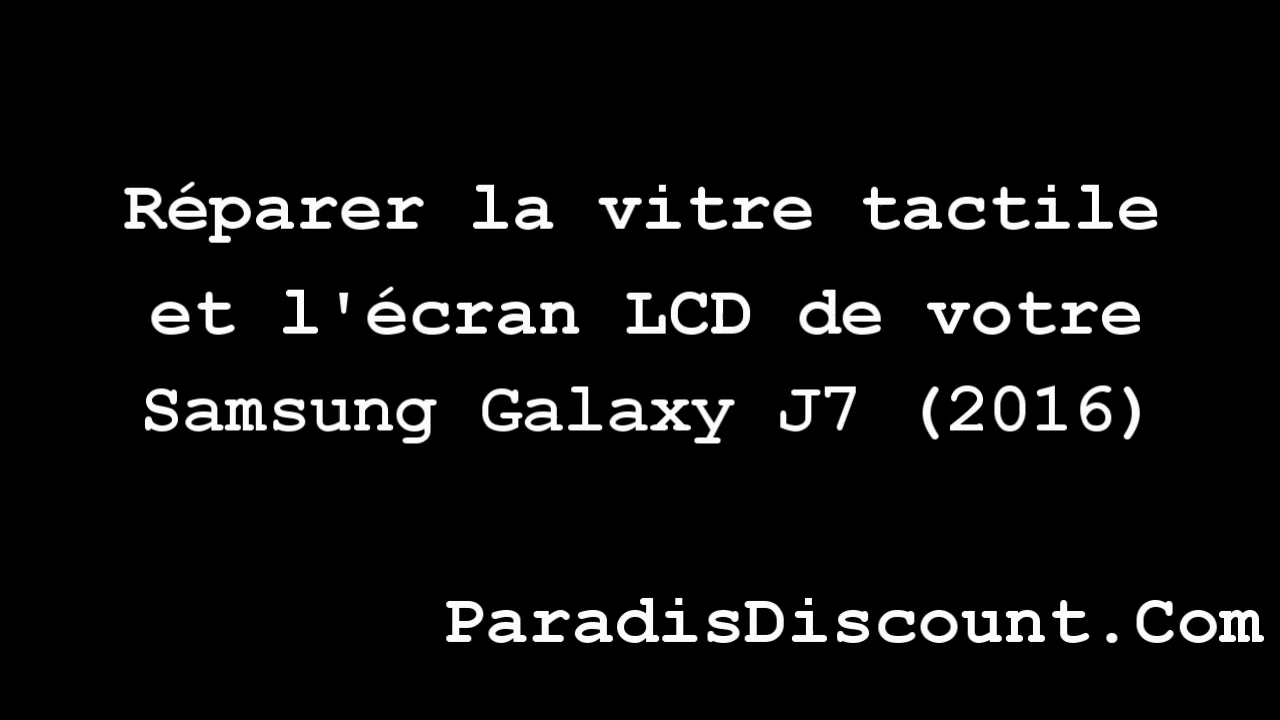 Réparer la vitre tactile
et l'écran LCD de votre
Samsung Galaxy J7 (2016)
ParadisDiscount.Com